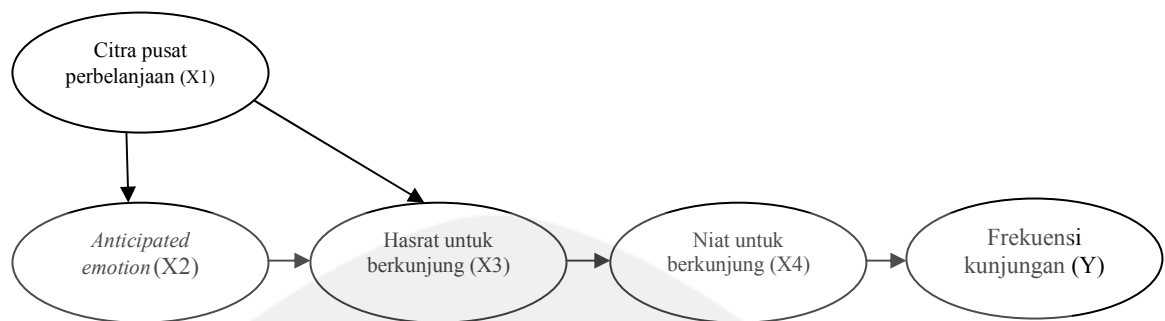 Citra pusat
perbelanjaan (X1)
Anticipated
emotion (X2)
Hasrat untuk
berkunjung (X3)
Niat untuk
berkunjung (X4)
Frekuensi
kunjungan (Y)